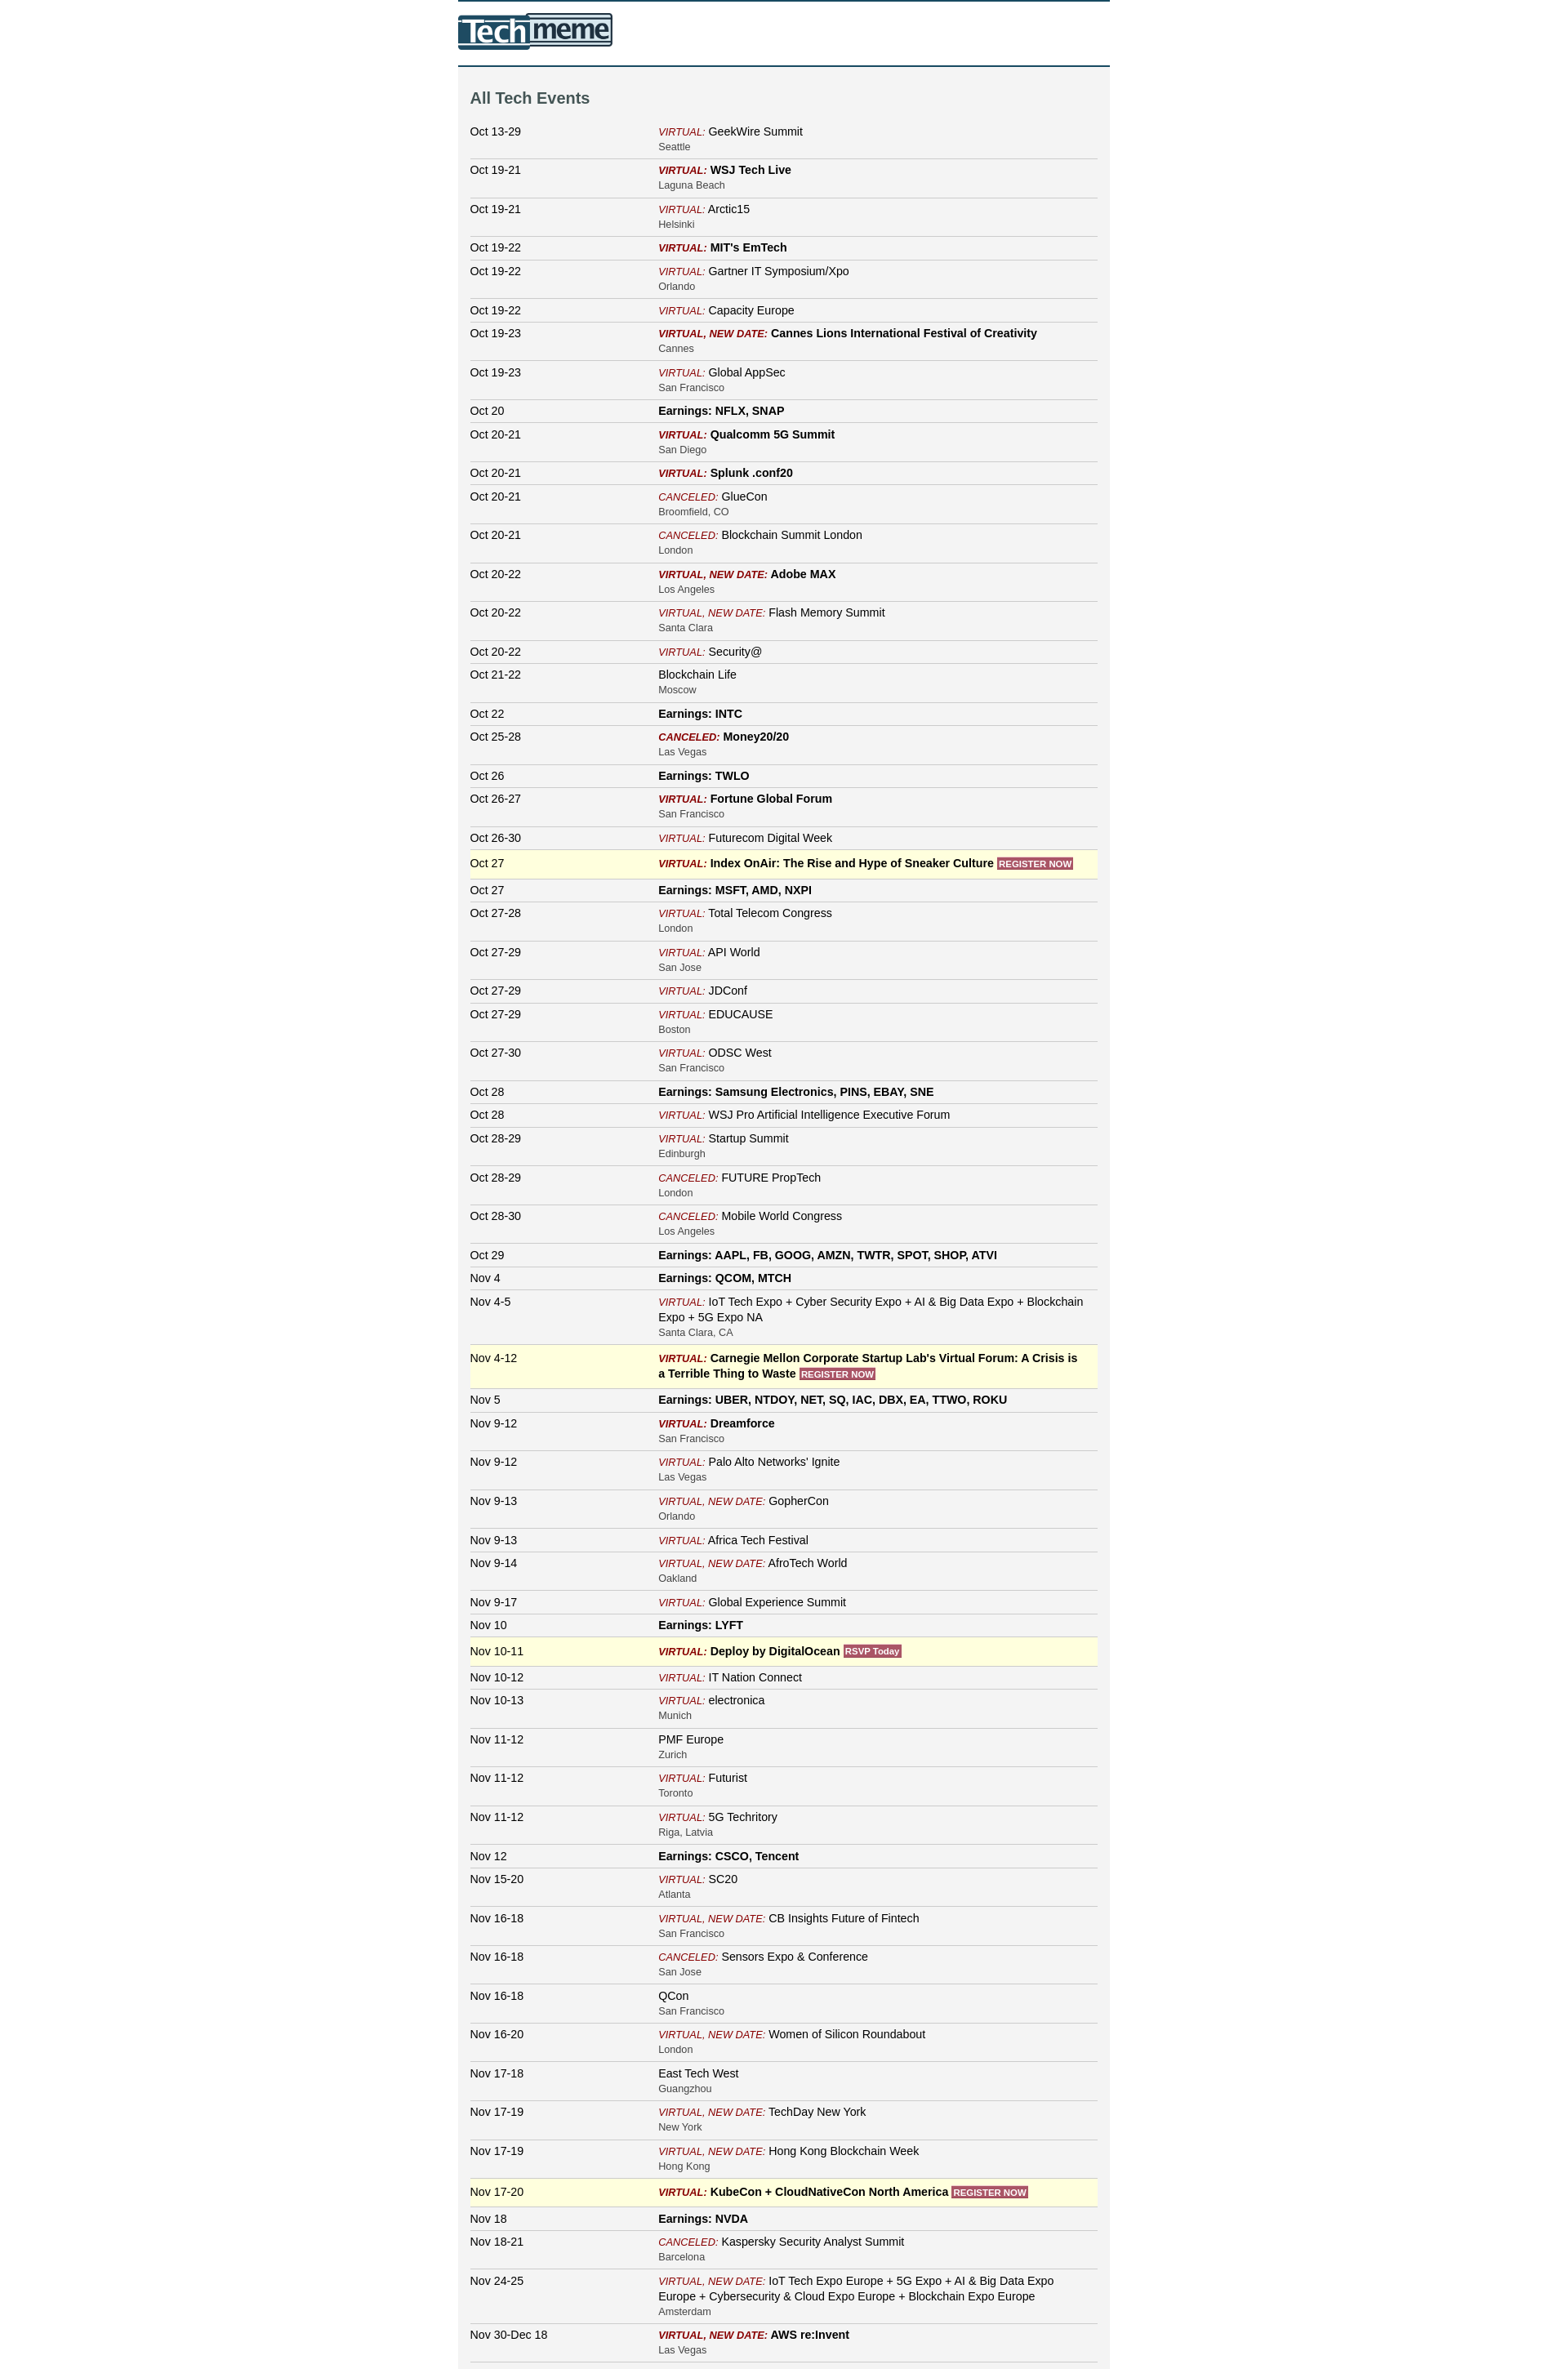 Techmeme
All Tech Events
Oct 13-29 VIRTUAL: GeekWire Summit
Seattle
Oct 19-21 VIRTUAL: WSJ Tech Live
Laguna Beach
Oct 19-21 VIRTUAL: Arctic15
Helsinki
Oct 19-22 VIRTUAL: MIT's EmTech
Oct 19-22 VIRTUAL: Gartner IT Symposium/Xpo
Orlando
Oct 19-22 VIRTUAL: Capacity Europe
Oct 19-23 VIRTUAL, NEW DATE: Cannes Lions International Festival of Creativity
Cannes
Oct 19-23 VIRTUAL: Global AppSec
San Francisco
Oct 20 Earnings: NFLX, SNAP
Oct 20-21 VIRTUAL: Qualcomm 5G Summit
San Diego
Oct 20-21 VIRTUAL: Splunk .conf20
Oct 20-21 CANCELED: GlueCon
Broomfield, CO
Oct 20-21 CANCELED: Blockchain Summit London
London
Oct 20-22 VIRTUAL, NEW DATE: Adobe MAX
Los Angeles
Oct 20-22 VIRTUAL, NEW DATE: Flash Memory Summit
Santa Clara
Oct 20-22 VIRTUAL: Security@
Oct 21-22 Blockchain Life
Moscow
Oct 22 Earnings: INTC
Oct 25-28 CANCELED: Money20/20
Las Vegas
Oct 26 Earnings: TWLO
Oct 26-27 VIRTUAL: Fortune Global Forum
San Francisco
Oct 26-30 VIRTUAL: Futurecom Digital Week
Oct 27 VIRTUAL: Index OnAir: The Rise and Hype of Sneaker Culture REGISTER NOW
Oct 27 Earnings: MSFT, AMD, NXPI
Oct 27-28 VIRTUAL: Total Telecom Congress
London
Oct 27-29 VIRTUAL: API World
San Jose
Oct 27-29 VIRTUAL: JDConf
Oct 27-29 VIRTUAL: EDUCAUSE
Boston
Oct 27-30 VIRTUAL: ODSC West
San Francisco
Oct 28 Earnings: Samsung Electronics, PINS, EBAY, SNE
Oct 28 VIRTUAL: WSJ Pro Artificial Intelligence Executive Forum
Oct 28-29 VIRTUAL: Startup Summit
Edinburgh
Oct 28-29 CANCELED: FUTURE PropTech
London
Oct 28-30 CANCELED: Mobile World Congress
Los Angeles
Oct 29 Earnings: AAPL, FB, GOOG, AMZN, TWTR, SPOT, SHOP, ATVI
Nov 4 Earnings: QCOM, MTCH
Nov 4-5 VIRTUAL: IoT Tech Expo + Cyber Security Expo + AI & Big Data Expo + Blockchain
Expo + 5G Expo NA
Santa Clara, CA
Nov 4-12 VIRTUAL: Carnegie Mellon Corporate Startup Lab's Virtual Forum: A Crisis is
a Terrible Thing to Waste REGISTER NOW
Nov 5 Earnings: UBER, NTDOY, NET, SQ, IAC, DBX, EA, TTWO, ROKU
Nov 9-12 VIRTUAL: Dreamforce
San Francisco
Nov 9-12 VIRTUAL: Palo Alto Networks' Ignite
Las Vegas
Nov 9-13 VIRTUAL, NEW DATE: GopherCon
Orlando
Nov 9-13 VIRTUAL: Africa Tech Festival
Nov 9-14 VIRTUAL, NEW DATE: AfroTech World
Oakland
Nov 9-17 VIRTUAL: Global Experience Summit
Nov 10 Earnings: LYFT
Nov 10-11 VIRTUAL: Deploy by DigitalOcean RSVP Today
Nov 10-12 VIRTUAL: IT Nation Connect
Nov 10-13 VIRTUAL: electronica
Munich
Nov 11-12 PMF Europe
Zurich
Nov 11-12 VIRTUAL: Futurist
Toronto
Nov 11-12 VIRTUAL: 5G Techritory
Riga, Latvia
Nov 12 Earnings: CSCO, Tencent
Nov 15-20 VIRTUAL: SC20
Atlanta
Nov 16-18 VIRTUAL, NEW DATE: CB Insights Future of Fintech
San Francisco
Nov 16-18 CANCELED: Sensors Expo & Conference
San Jose
Nov 16-18 QCon
San Francisco
Nov 16-20 VIRTUAL, NEW DATE: Women of Silicon Roundabout
London
Nov 17-18 East Tech West
Guangzhou
Nov 17-19 VIRTUAL, NEW DATE: TechDay New York
New York
Nov 17-19 VIRTUAL, NEW DATE: Hong Kong Blockchain Week
Hong Kong
Nov 17-20 VIRTUAL: KubeCon + CloudNativeCon North America REGISTER NOW
Nov 18 Earnings: NVDA
Nov 18-21 CANCELED: Kaspersky Security Analyst Summit
Barcelona
Nov 24-25 VIRTUAL, NEW DATE: IoT Tech Expo Europe + 5G Expo + AI & Big Data Expo
Europe + Cybersecurity & Cloud Expo Europe + Blockchain Expo Europe
Amsterdam
Nov 30-Dec 18 VIRTUAL, NEW DATE: AWS re:Invent
Las Vegas